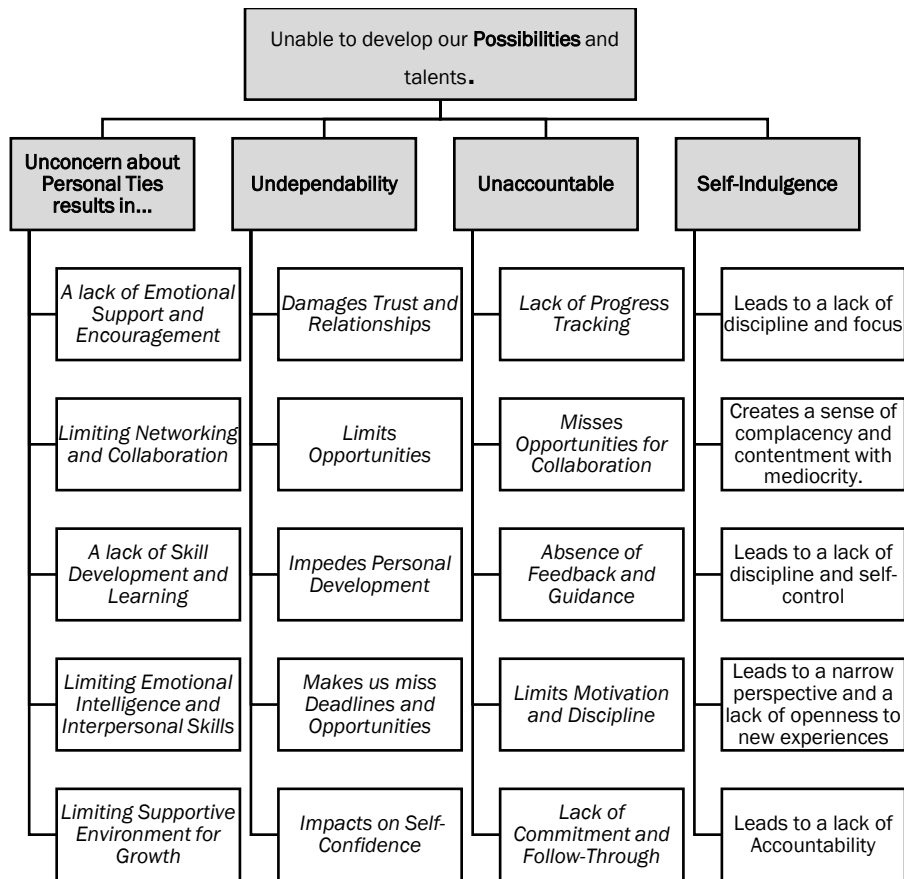 Unable to develop our Possibilities and
talents.
Unconcern about
Personal Ties
results in...
A lack of Emotional
Support and
Encouragement
Limiting Networking
and Collaboration
A lack of Skill
Development and
Learning
Limiting Emotional
Intelligence and
Interpersonal Skills
Limiting Supportive
Environment for
Growth
Undependability
Damages Trust and
Relationships
Limits
Opportunities
Impedes Personal
Development
Makes us miss
Deadlines and
Opportunities
Impacts on Self-
Confidence
Unaccountable
Lack of Progress
Tracking
Misses
Opportunities for
Collaboration
Absence of
Feedback and
Guidance
Limits Motivation
and Discipline
Lack of
Commitment and
Follow-Through
Self-Indulgence
Leads to a lack of
discipline and focus
Creates a sense of
complacency and
contentment with
mediocrity.
Leads to a lack of
discipline and self-
control
Leads to a narrow
perspective and a
lack of openness to
new experiences
Leads to a lack of
Accountability